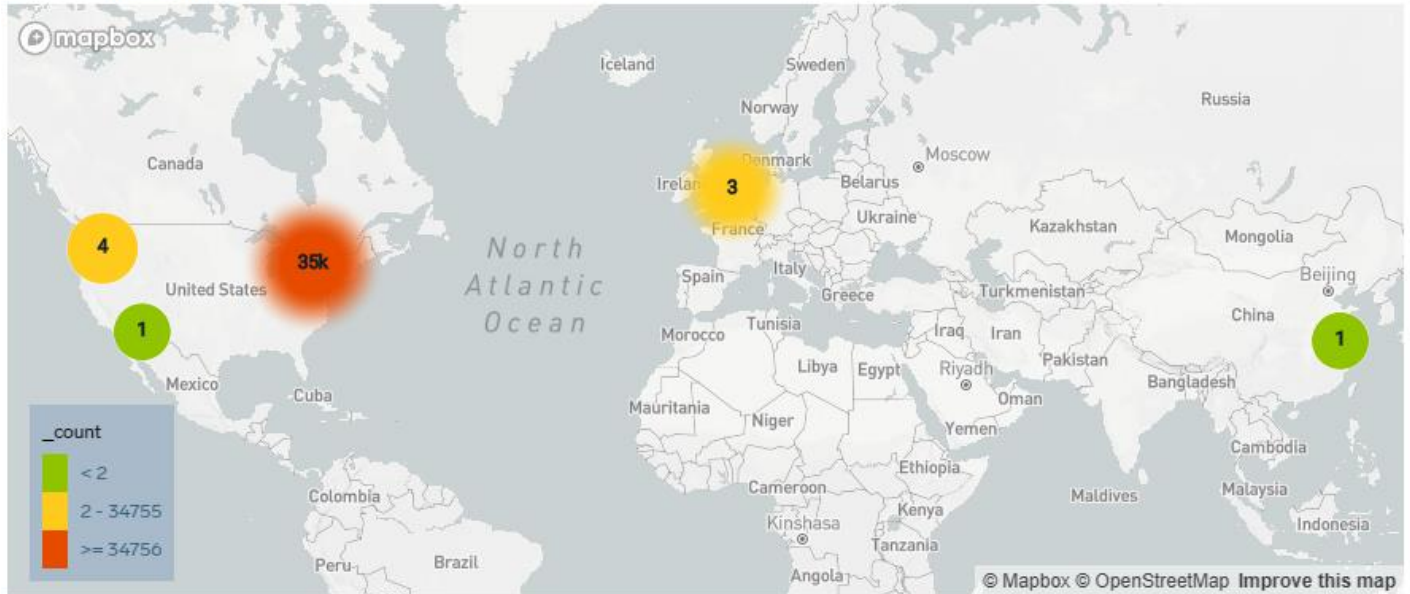 mapbox
Iceland
Sweden
Norway
Russia
Canada
Denmark
Moscow
Irelan
3
Belarus
4
France
Ukraine
Kazakhstan
Mongolia
35k
North
Atlantic
Ocean
United States
Spain
Italy
Greece
Turkmenistan
Beijing
China
1
Morocco
Tunisia
Iraq
Iran
1
Mexico
Cuba
Libya
Egypt
Riyadh
Pakistan
Bangladesh
Oman
Mauritania
Niger
Yemen
Cambodia
_count
< 2
2 - 34755
>= 34756
Colombia
Cameroon
Ethiopia
Maldives
Malaysia
Kenya
Kinshasa
Indonesia
Tanzania
Peru
Brazil
Angola
© Mapbox © OpenStreetMap Improve this map